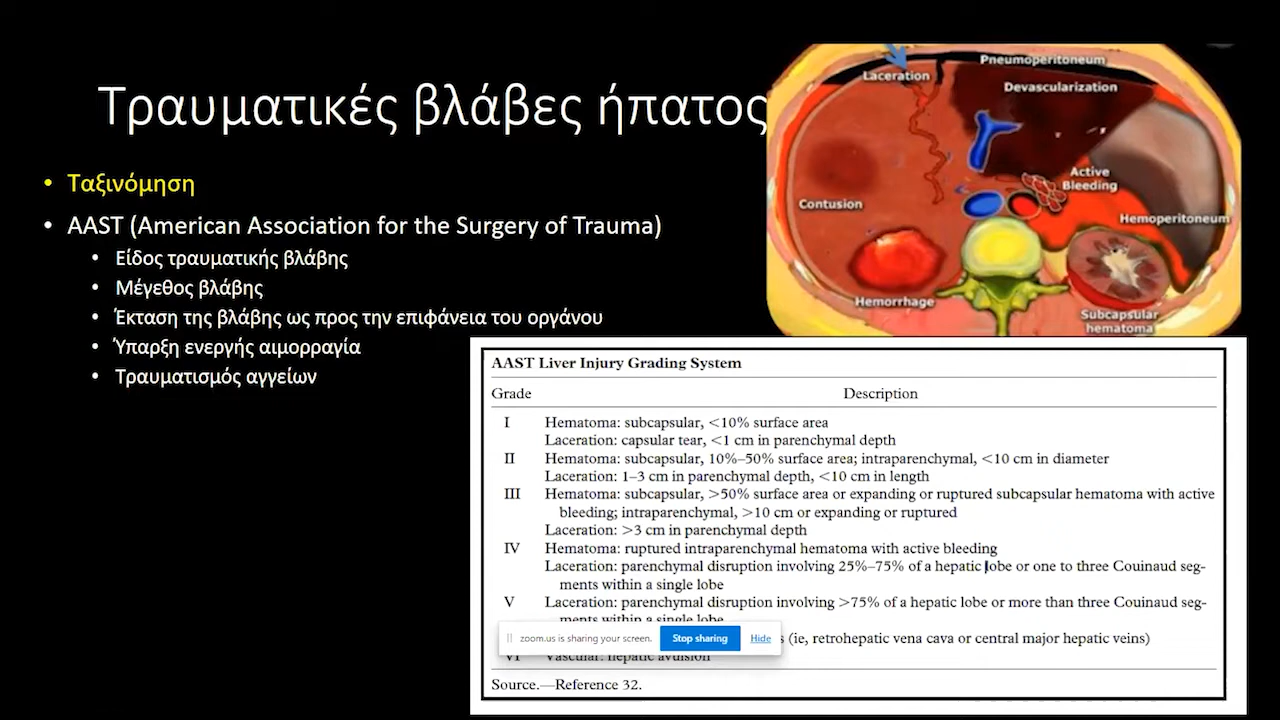 Τραυματικές βλάβες ήπατος
• Ταξινόμηση
• AAST (American Association for the Surgery of Trauma)
• Είδος τραυματικής βλάβης
• Μέγεθος βλάβης
• Έκταση της βλάβης ως προς την επιφάνεια του οργάνου
• Ύπαρξη ενεργής αιμορραγία
• Τραυματισμός αγγείων
Pneumoperitoneum
Laceration
Devascularization
Active
Bleeding
Contusion
Hemoperitoneum
Hemorrhage
Subcapsular
hematoma
AAST Liver Injury Grading System
Grade Description
I Hematoma: subcapsular, <10% surface area
Laceration: capsular tear, <1 cm in parenchymal depth
II Hematoma: subcapsular, 10%–50% surface area; intraparenchymal, <10 cm in diameter
Laceration: 1–3 cm in parenchymal depth, <10 cm in length
III Hematoma: subcapsular, >50% surface area or expanding or ruptured subcapsular hematoma with active
bleeding; intraparenchymal, >10 cm or expanding or ruptured
Laceration: >3 cm in parenchymal depth
IV Hematoma: ruptured intraparenchymal hematoma with active bleeding
Laceration: parenchymal disruption involving 25%–75% of a hepatic lobe or one to three Couinaud seg-
ments within a single lobe
V Laceration: parenchymal disruption involving >75% of a hepatic lobe or more than three Couinaud seg-
ments within a single lobe
(ie, retrohepatic vena cava or central major hepatic veins)
zoom.us is sharing your screen. Stop sharing Hide
VI Vascular: hepatic avulsion
Source.—Reference 32.